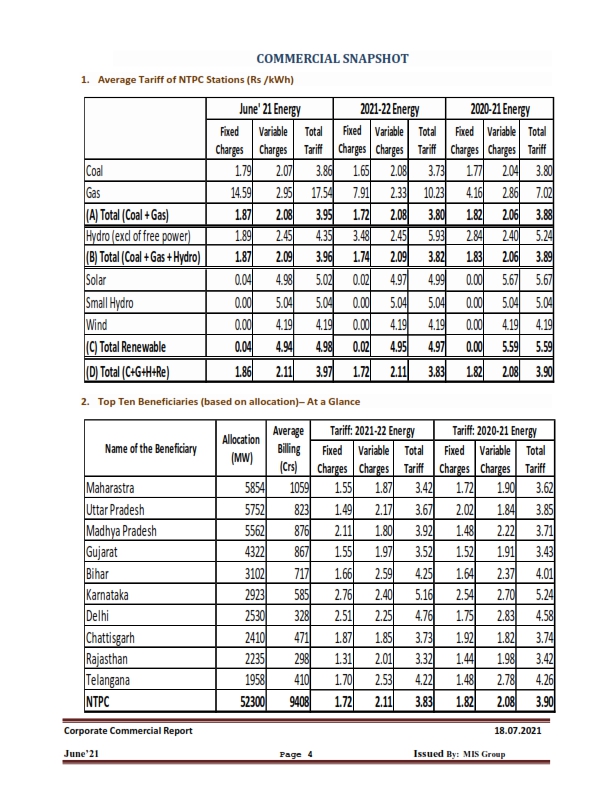 COMMERCIAL SNAPSHOT
1. Average Tariff of NTPC Stations (Rs /kWh)
June' 21 Energy 2021-22 Energy 2020-21 Energy
Fixed Charges Variable Charges Total Tariff Fixed Charges Variable Charges Total Tariff Fixed Charges Variable Charges Total Tariff
Coal 1.79 2.07 3.86 1.65 2.08 3.73 1.77 2.04 3.80
Gas 14.59 2.95 17.54 7.91 2.33 10.23 4.16 2.86 7.02
(A) Total (Coal + Gas) 1.87 2.08 3.95 1.72 2.08 3.80 1.82 2.06 3.88
Hydro (excl of free power) 1.89 2.45 4.35 3.48 2.45 5.93 2.84 2.40 5.24
(B) Total (Coal + Gas + Hydro) 1.87 2.09 3.96 1.74 2.09 3.82 1.83 2.06 3.89
Solar 0.04 4.98 5.02 0.02 4.97 4.99 0.00 5.67 5.67
Small Hydro 0.00 5.04 5.04 0.00 5.04 5.04 0.00 5.04 5.04
Wind 0.00 4.19 4.19 0.00 4.19 4.19 0.00 4.19 4.19
(C) Total Renewable 0.04 4.94 4.98 0.02 4.95 4.97 0.00 5.59 5.59
(D) Total (C+G+H+Re) 1.86 2.11 3.97 1.72 2.11 3.83 1.82 2.08 3.90
2. Top Ten Beneficiaries (based on allocation)– At a Glance
Name of the Beneficiary Allocation (MW) Average Billing (Crs) Tariff: 2021-22 Energy Tariff: 2020-21 Energy
Fixed Charges Variable Charges Total Tariff Fixed Charges Variable Charges Total Tariff
Maharastra 5854 1059 1.55 1.87 3.42 1.72 1.90 3.62
Uttar Pradesh 5752 823 1.49 2.17 3.67 2.02 1.84 3.85
Madhya Pradesh 5562 876 2.11 1.80 3.92 1.48 2.22 3.71
Gujarat 4322 867 1.55 1.97 3.52 1.52 1.91 3.43
Bihar 3102 717 1.66 2.59 4.25 1.64 2.37 4.01
Karnataka 2923 585 2.76 2.40 5.16 2.54 2.70 5.24
Delhi 2530 328 2.51 2.25 4.76 1.75 2.83 4.58
Chattisgarh 2410 471 1.87 1.85 3.73 1.92 1.82 3.74
Rajasthan 2235 298 1.31 2.01 3.32 1.44 1.98 3.42
Telangana 1958 410 1.70 2.53 4.22 1.48 2.78 4.26
NTPC 52300 9408 1.72 2.11 3.83 1.82 2.08 3.90
Corporate Commercial Report 18.07.2021
June'21 Page 4 Issued By: MIS Group